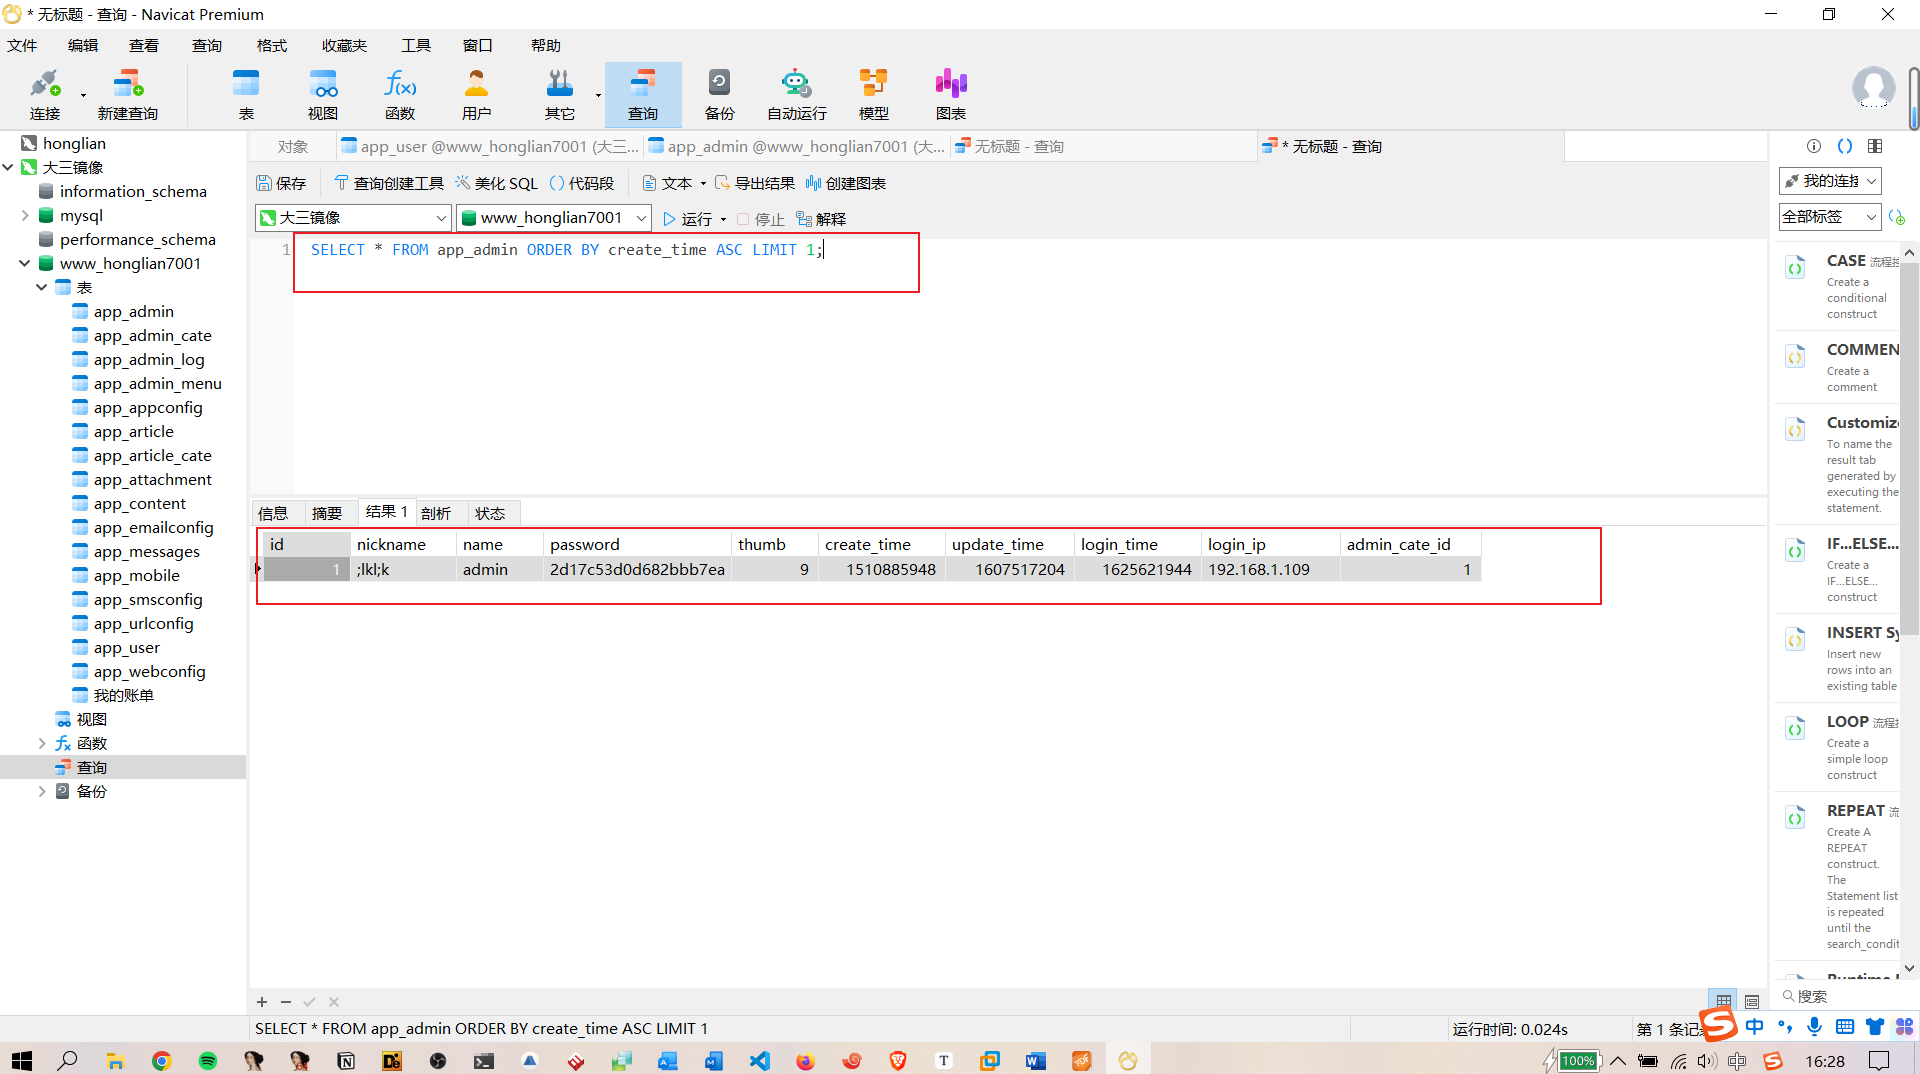 * 无标题 - 查询 - Navicat Premium
文件 编辑 查看 查询 格式 收藏夹 工具 窗口 帮助
连接 新建查询 表 视图 函数 用户 其它 查询 备份 自动运行 模型 图表
honglian
大三镜像
information_schema
mysql
performance_schema
www_honglian7001
表
app_admin
app_admin_cate
app_admin_log
app_admin_menu
app_appconfig
app_article
app_article_cate
app_attachment
app_content
app_emailconfig
app_messages
app_mobile
app_smsconfig
app_urlconfig
app_user
app_webconfig
我的账单
视图
函数
查询
备份
对象 app_user @www_honglian7001 (大三... app_admin @www_honglian7001 (大... 无标题 - 查询 * 无标题 - 查询
保存 查询创建工具 美化 SQL 代码段 文本 导出结果 创建图表
大三镜像 www_honglian7001 运行 停止 解释
1 SELECT * FROM app_admin ORDER BY create_time ASC LIMIT 1;
信息 摘要 结果 1 剖析 状态
id nickname name password thumb create_time update_time login_time login_ip admin_cate_id
1 ;lkl;k admin 2d17c53d0d682bbb7ea 9 1510885948 1607517204 1625621944 192.168.1.109 1
SELECT * FROM app_admin ORDER BY create_time ASC LIMIT 1
运行时间: 0.024s
第 1 条记
我的连接
全部标签
CASE 流程控
Create a
conditional
construct
COMMEN
Create a
comment
Customize
To name the
result tab
generated by
executing the
statement.
IF...ELSE...
Create a
IF...ELSE...
construct
INSERT Sy
Insert new
rows into an
existing table
LOOP 流程控
Create a
simple loop
construct
REPEAT 流
Create A
REPEAT
construct.
The
Statement list
is repeated
until the
search_condit
搜索
中
100%
16:28